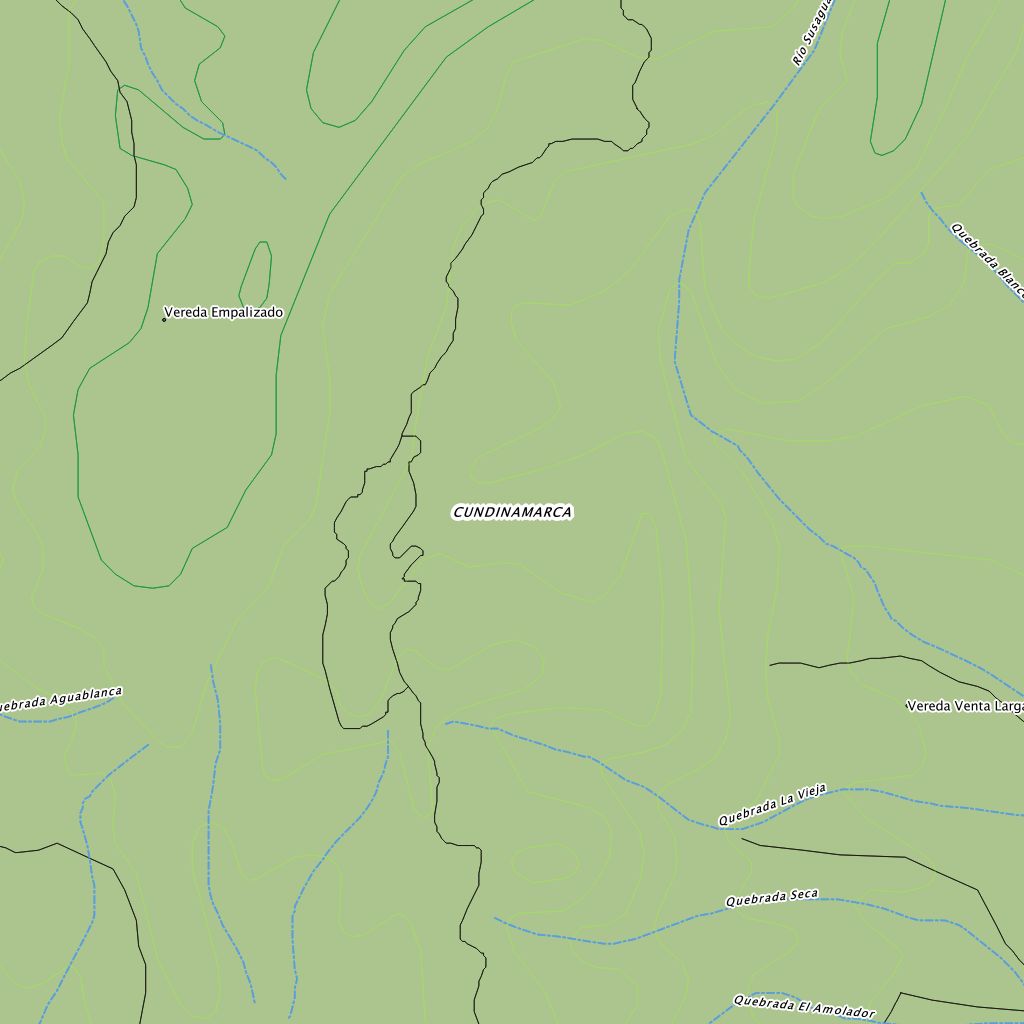 Río Susagua
Quebrada Blanco
Vereda Empalizado
CUNDINAMARCA
Quebrada Aguablanca
Vereda Venta Larga
Quebrada La Vieja
Quebrada Seca
Quebrada El Amolador